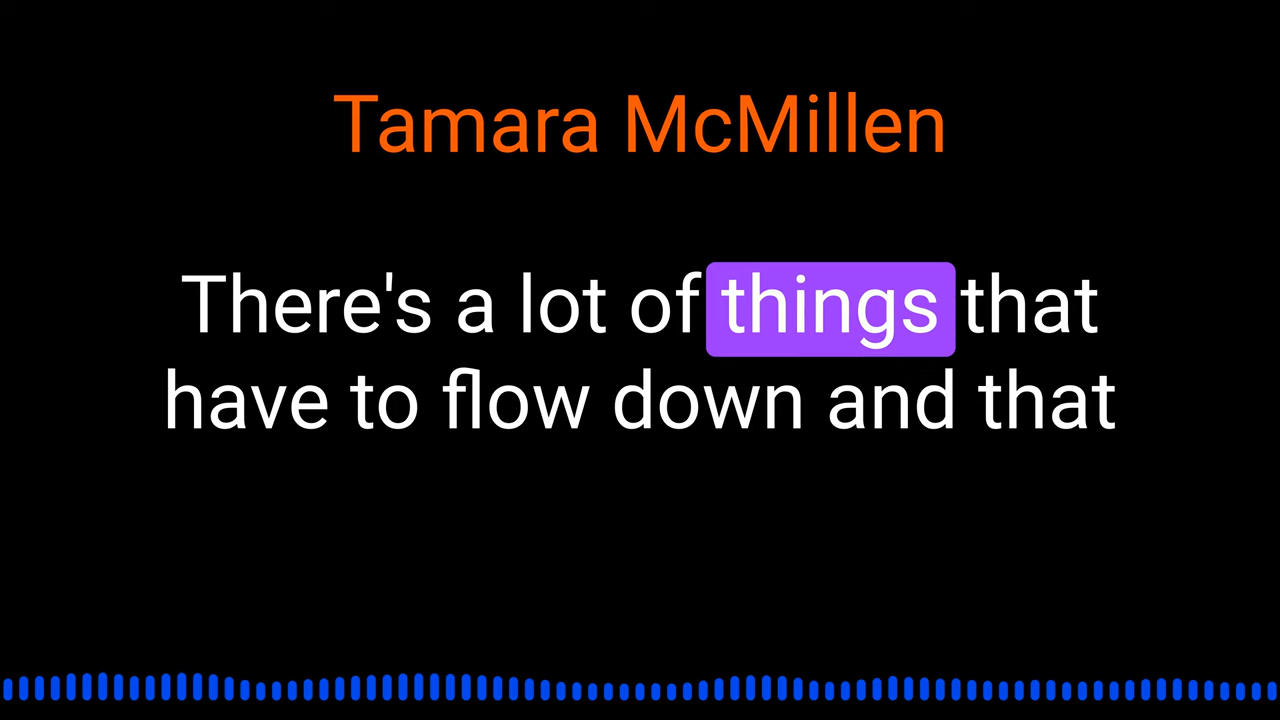 Tamara McMillen
There's a lot of things that
have to flow down and that